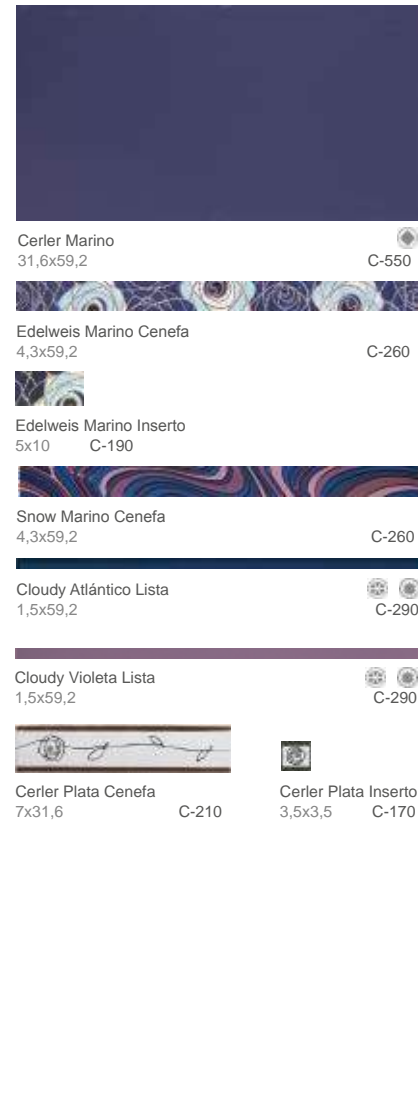 Cerler Marino
31,6x59,2 C-550
Edelweis Marino Cenefa
4,3x59,2 C-260
Edelweis Marino Inserto
5x10 C-190
Snow Marino Cenefa
4,3x59,2 C-260
Cloudy Atlántico Lista
1,5x59,2 C-290
Cloudy Violeta Lista
1,5x59,2 C-290
Cerler Plata Cenefa
7x31,6 C-210
Cerler Plata Inserto
3,5x3,5 C-170